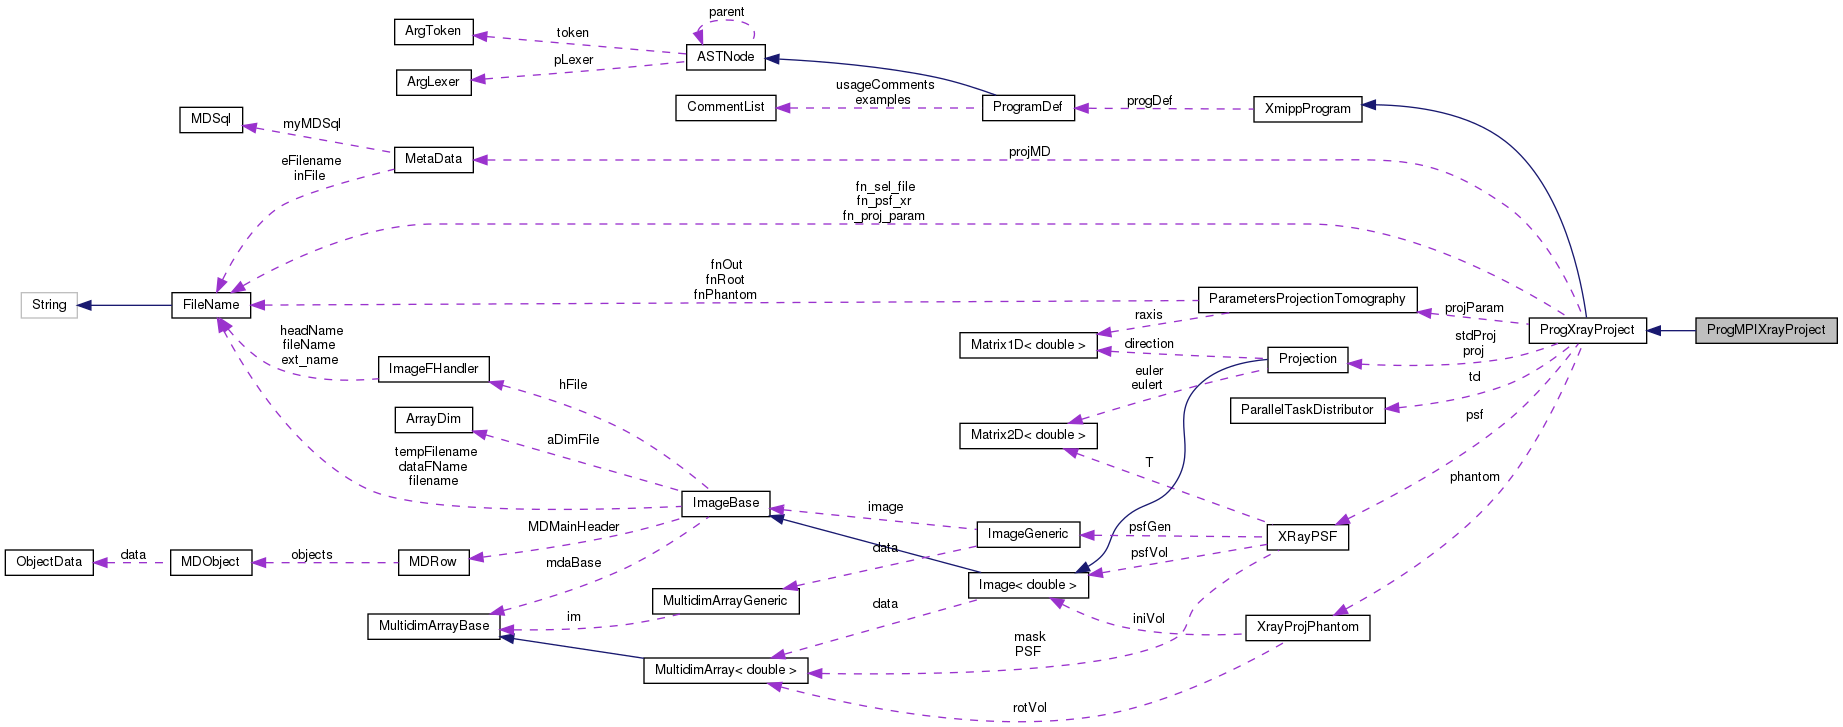 parent
ArgToken
token
ASTNode
pLexer
ArgLexer
usageComments
examples
CommentList
ProgramDef
progDef
XmippProgram
MDSql
myMDSql
MetaData
projMD
eFilename
inFile
fn_sel_file
fn_psf_xr
fn_proj_param
fnOut
fnRoot
fnPhantom
String
FileName
ParametersProjectionTomography
projParam
ProgXrayProject
ProgMPIXrayProject
raxis
Matrix1D< double >
direction
Projection
stdProj
proj
headName
fileName
ext_name
ImageFHandler
hFile
euler
eulert
td
ParallelTaskDistributor
ArrayDim
aDimFile
Matrix2D< double >
psf
tempFilename
dataFName
filename
T
phantom
ImageBase
image
MDMainHeader
ImageGeneric
psfGen
XRayPSF
ObjectData
data
MDObject
objects
MDRow
mdaBase
data
psfVol
Image< double >
MultidimArrayGeneric
im
data
iniVol
XrayProjPhantom
MultidimArrayBase
mask
PSF
MultidimArray< double >
rotVol